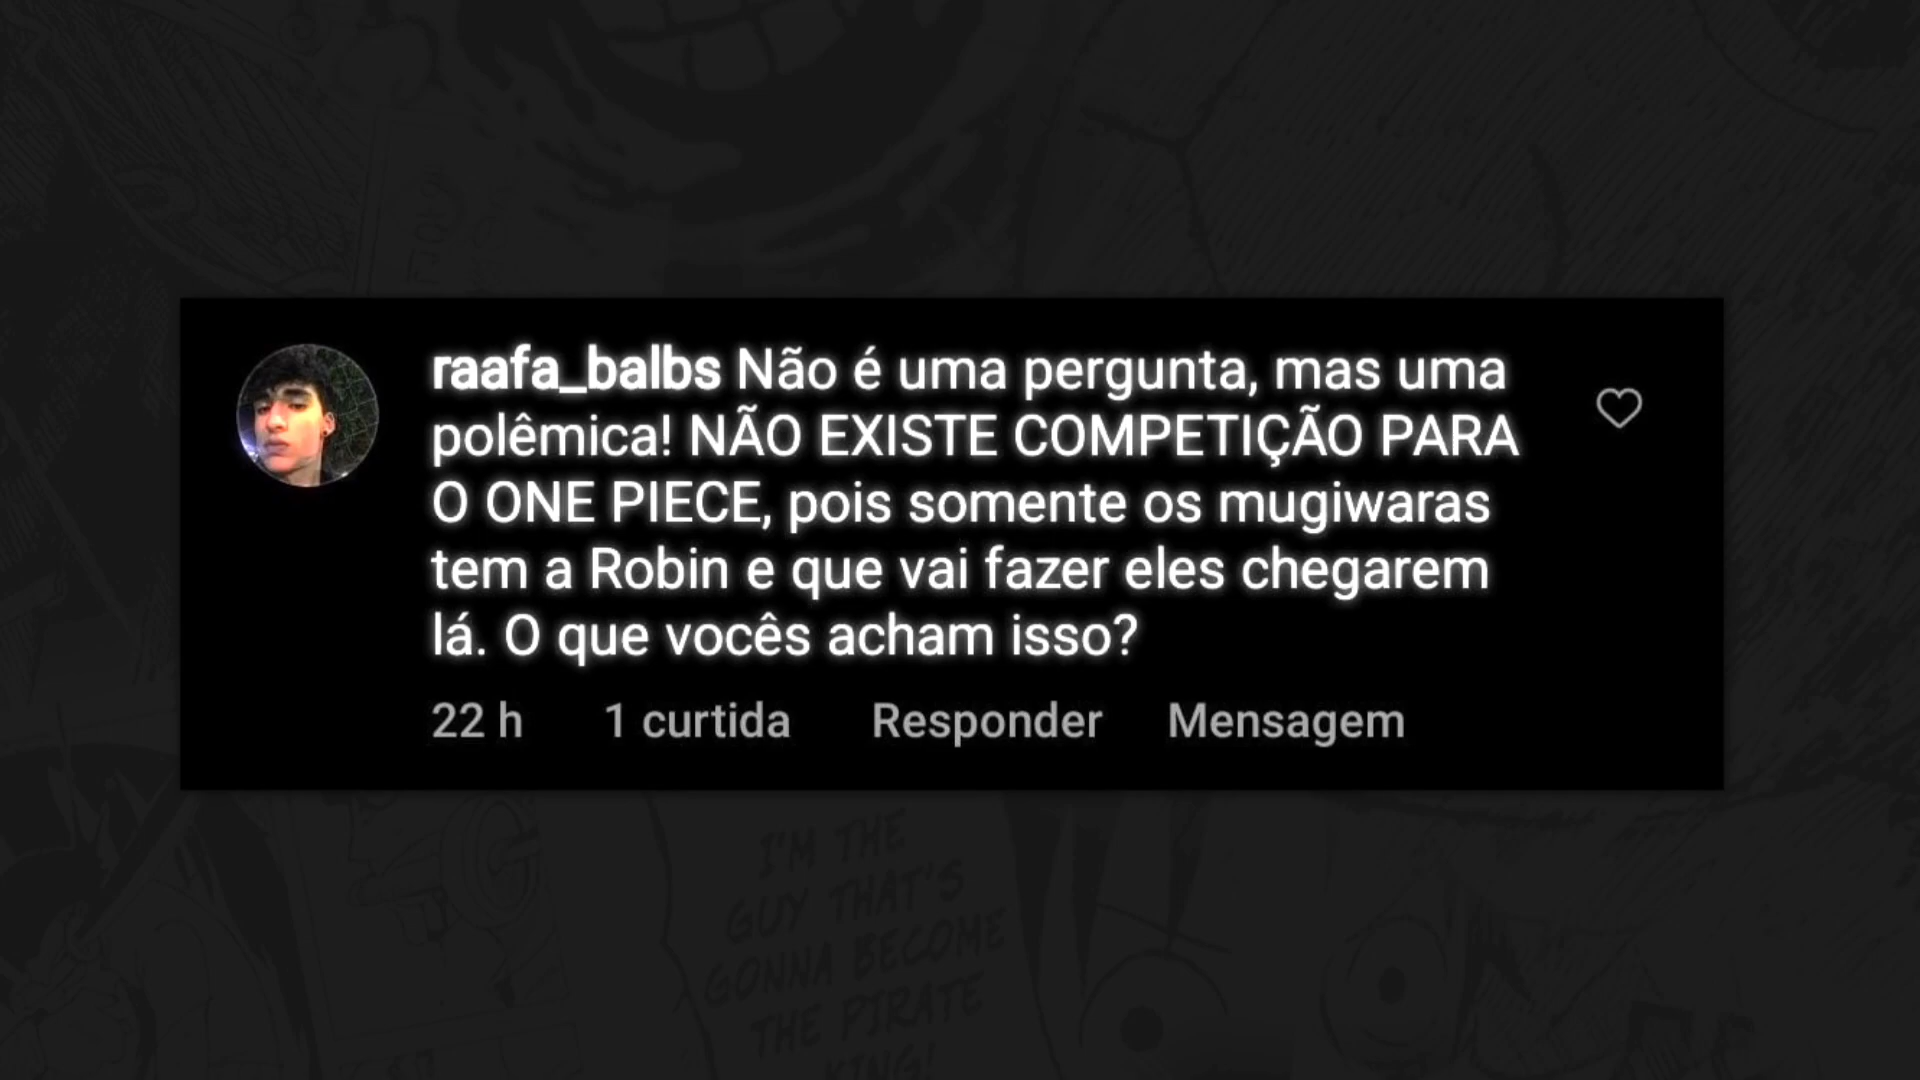 raafa_balbs Não é uma pergunta, mas uma
polêmica! NÃO EXISTE COMPETIÇÃO PARA
O ONE PIECE, pois somente os mugiwaras
tem a Robin e que vai fazer eles chegarem
lá. O que vocês acham isso?
22 h 1 curtida Responder Mensagem
I'M THE
GUY THAT'S
GONNA BECOME
THE PIRATE
KING!